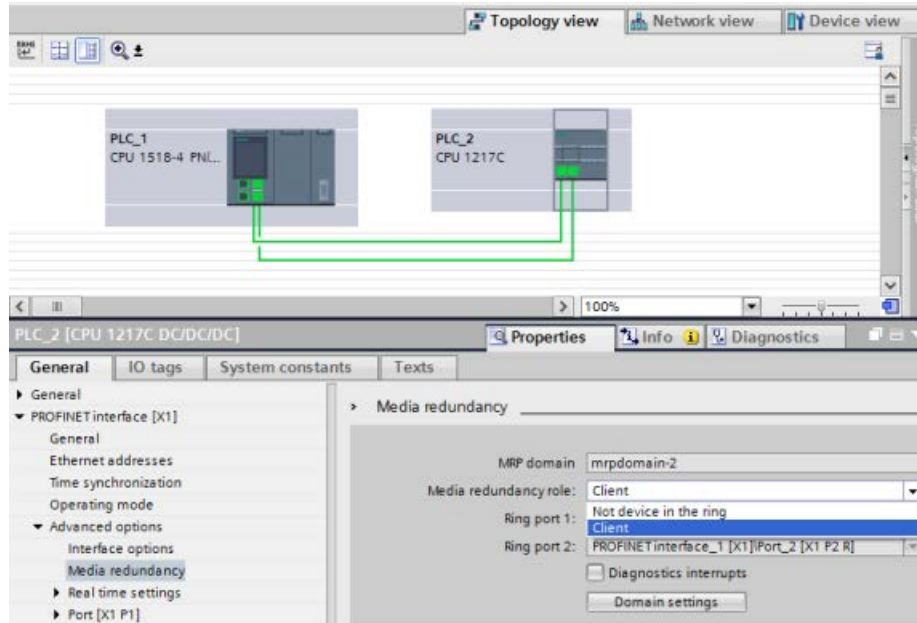 Topology view
Network view
Device view
PLC_1
CPU 1518-4 PN(...
PLC_2
CPU 1217C
100%
PLC_2 [CPU 1217C DC/DC/DC]
Properties
Info
Diagnostics
General
IO tags
System constants
Texts
General
PROFINET interface [X1]
General
Ethernet addresses
Time synchronization
Operating mode
Advanced options
Interface options
Media redundancy
Real time settings
Port [X1 P1]
Media redundancy
MRP domain
mrpdomain-2
Media redundancy role:
Client
Not device in the ring
Client
Ring port 1:
Ring port 2:
PROFINET interface_1 [X1]\Port_2 [X1 P2 R]
Diagnostics interrupts
Domain settings